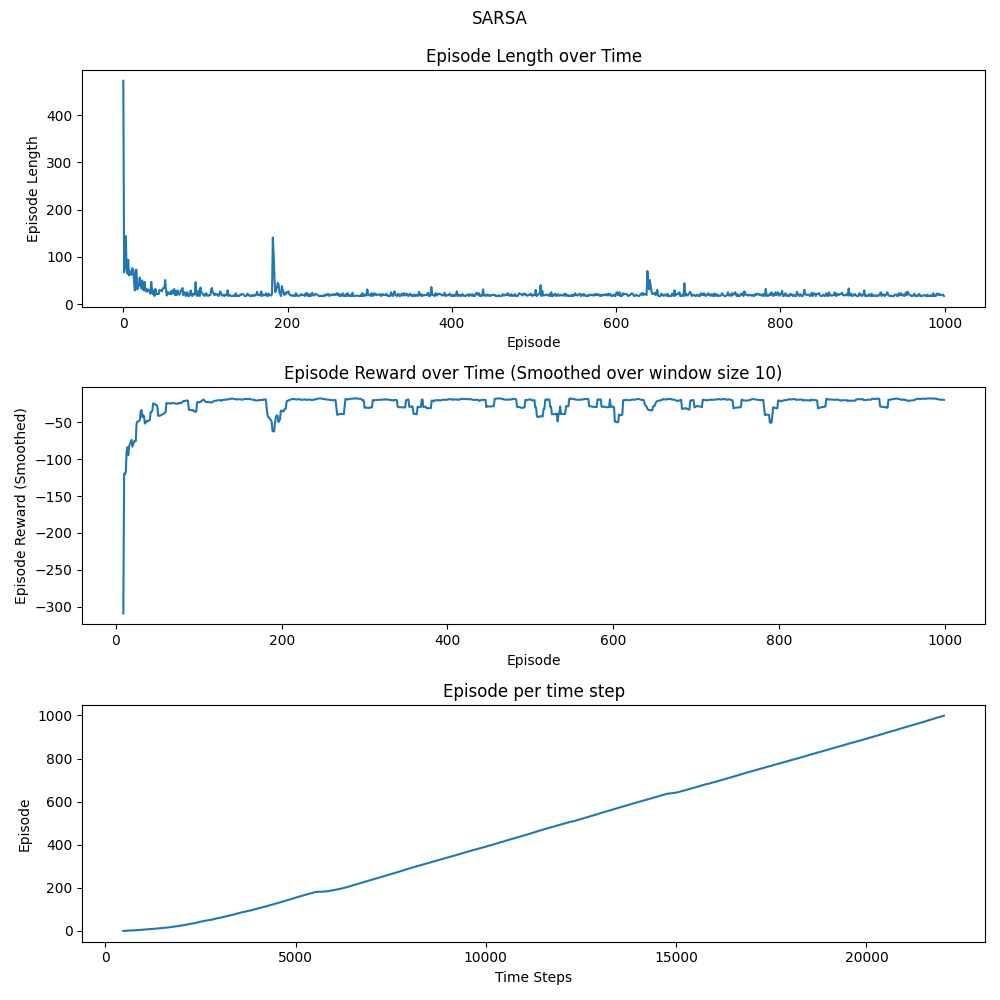 SARSA
Episode Length over Time
400
300
200
100
0
Episode Length
0 200 400 600 800 1000
Episode
Episode Reward over Time (Smoothed over window size 10)
−50
−100
−150
−200
−250
−300
Episode Reward (Smoothed)
0 200 400 600 800 1000
Episode
Episode per time step
1000
800
600
400
200
0
Episode
0 5000 10000 15000 20000
Time Steps